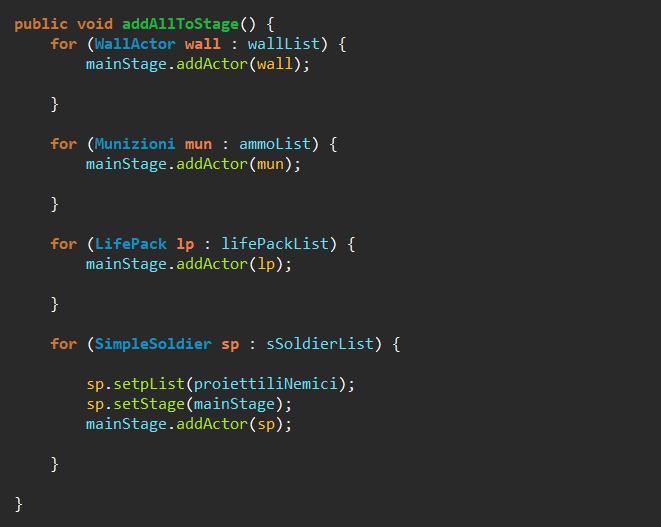 public void addAllToStage() {
    for (WallActor wall : wallList) {
        mainStage.addActor(wall);
    }
    for (Munizioni mun : ammoList) {
        mainStage.addActor(mun);
    }
    for (LifePack lp : lifePackList) {
        mainStage.addActor(lp);
    }
    for (SimpleSoldier sp : sSoldierList) {
        sp.setpList(proiettiliNemici);
        sp.setStage(mainStage);
        mainStage.addActor(sp);
    }
}